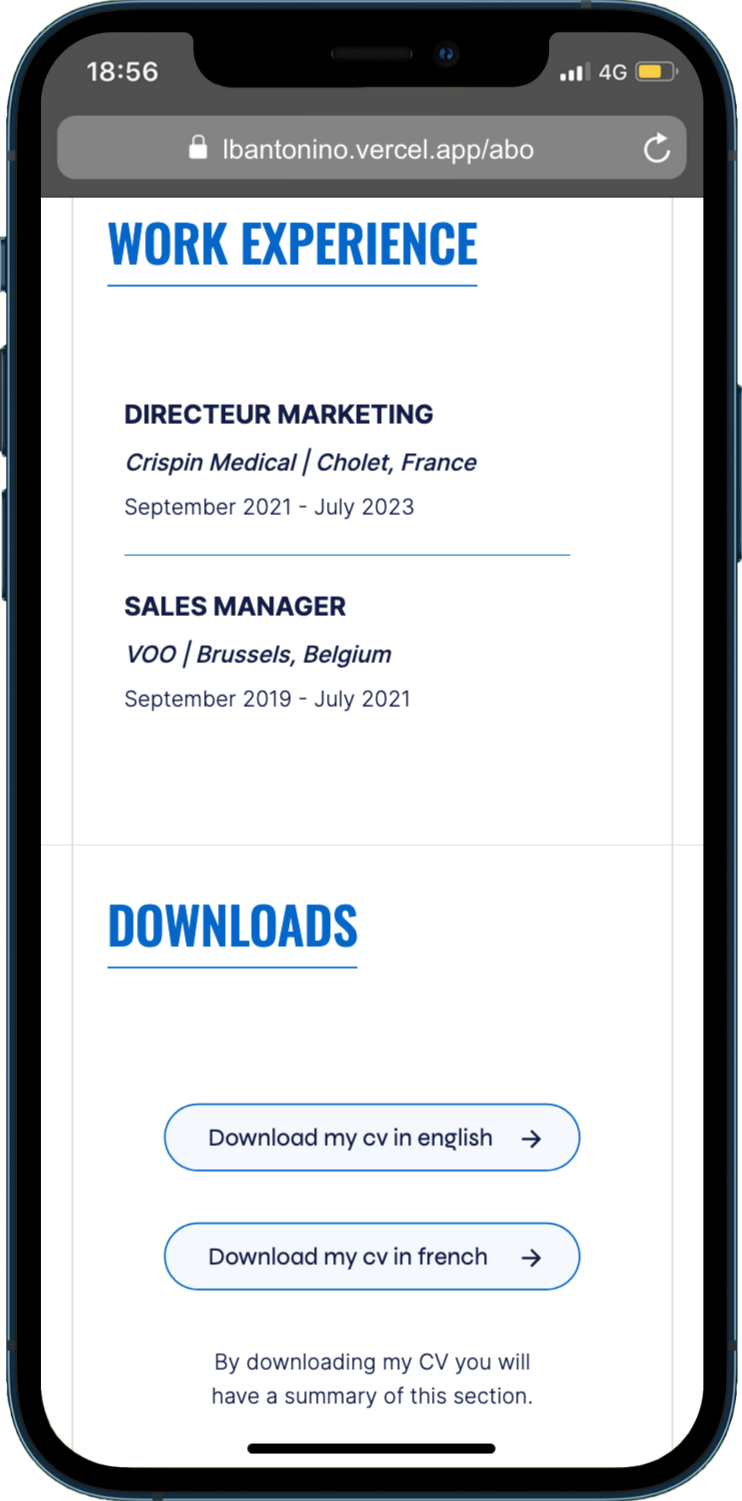 18:56
4G
lbantonino.vercel.app/abo
WORK EXPERIENCE
DIRECTEUR MARKETING
Crispin Medical | Cholet, France
September 2021 - July 2023
SALES MANAGER
VOO | Brussels, Belgium
September 2019 - July 2021
DOWNLOADS
Download my cv in english →
Download my cv in french →
By downloading my CV you will
have a summary of this section.